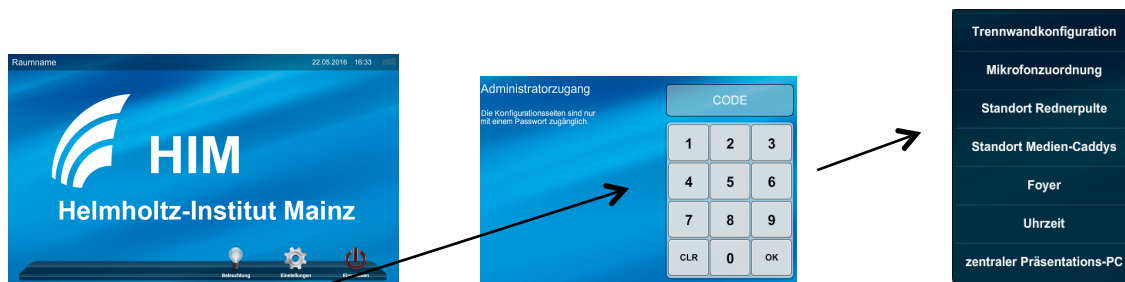 Raumname
22.05.2016 16:33
HIM
Helmholtz-Institut Mainz
Beleuchtung
Einstellungen
Administratorzugang
Die Konfigurationsseiten sind nur
mit einem Passwort zugänglich.
CODE
1 2 3
4 5 6
7 8 9
CLR 0 OK
Trennwandkonfiguration
Mikrofonzuordnung
Standort Rednerpulte
Standort Medien-Caddys
Foyer
Uhrzeit
zentraler Präsentations-PC